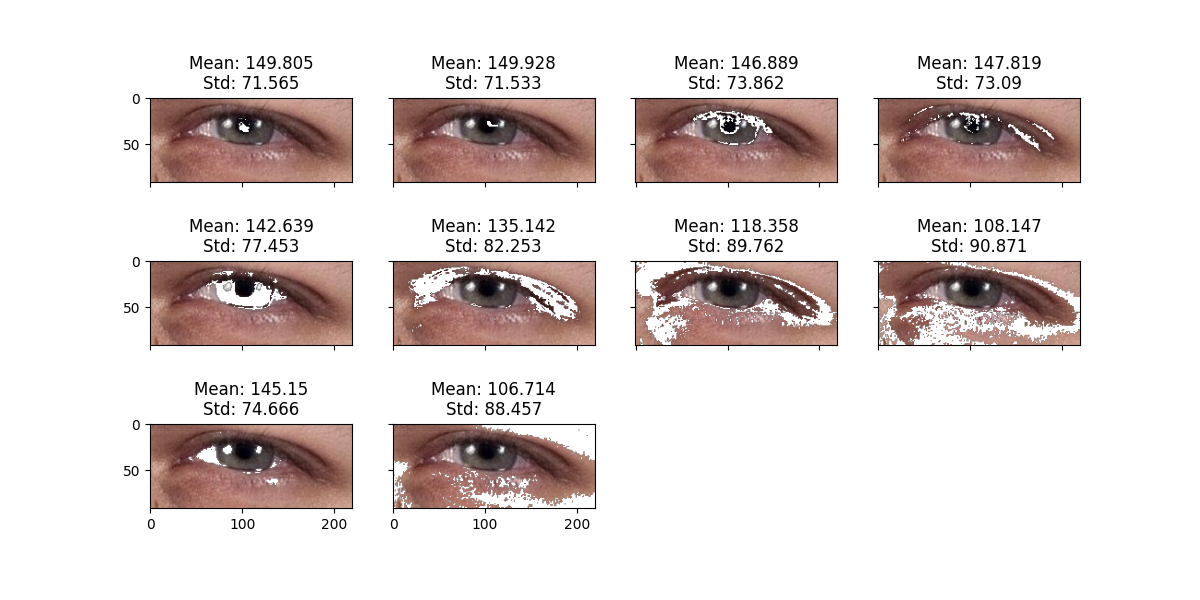 Mean: 149.805
Std: 71.565
Mean: 149.928
Std: 71.533
Mean: 146.889
Std: 73.862
Mean: 147.819
Std: 73.09
0
50
Mean: 142.639
Std: 77.453
Mean: 135.142
Std: 82.253
Mean: 118.358
Std: 89.762
Mean: 108.147
Std: 90.871
0
50
Mean: 145.15
Std: 74.666
Mean: 106.714
Std: 88.457
0
50
0 100 200
0 100 200